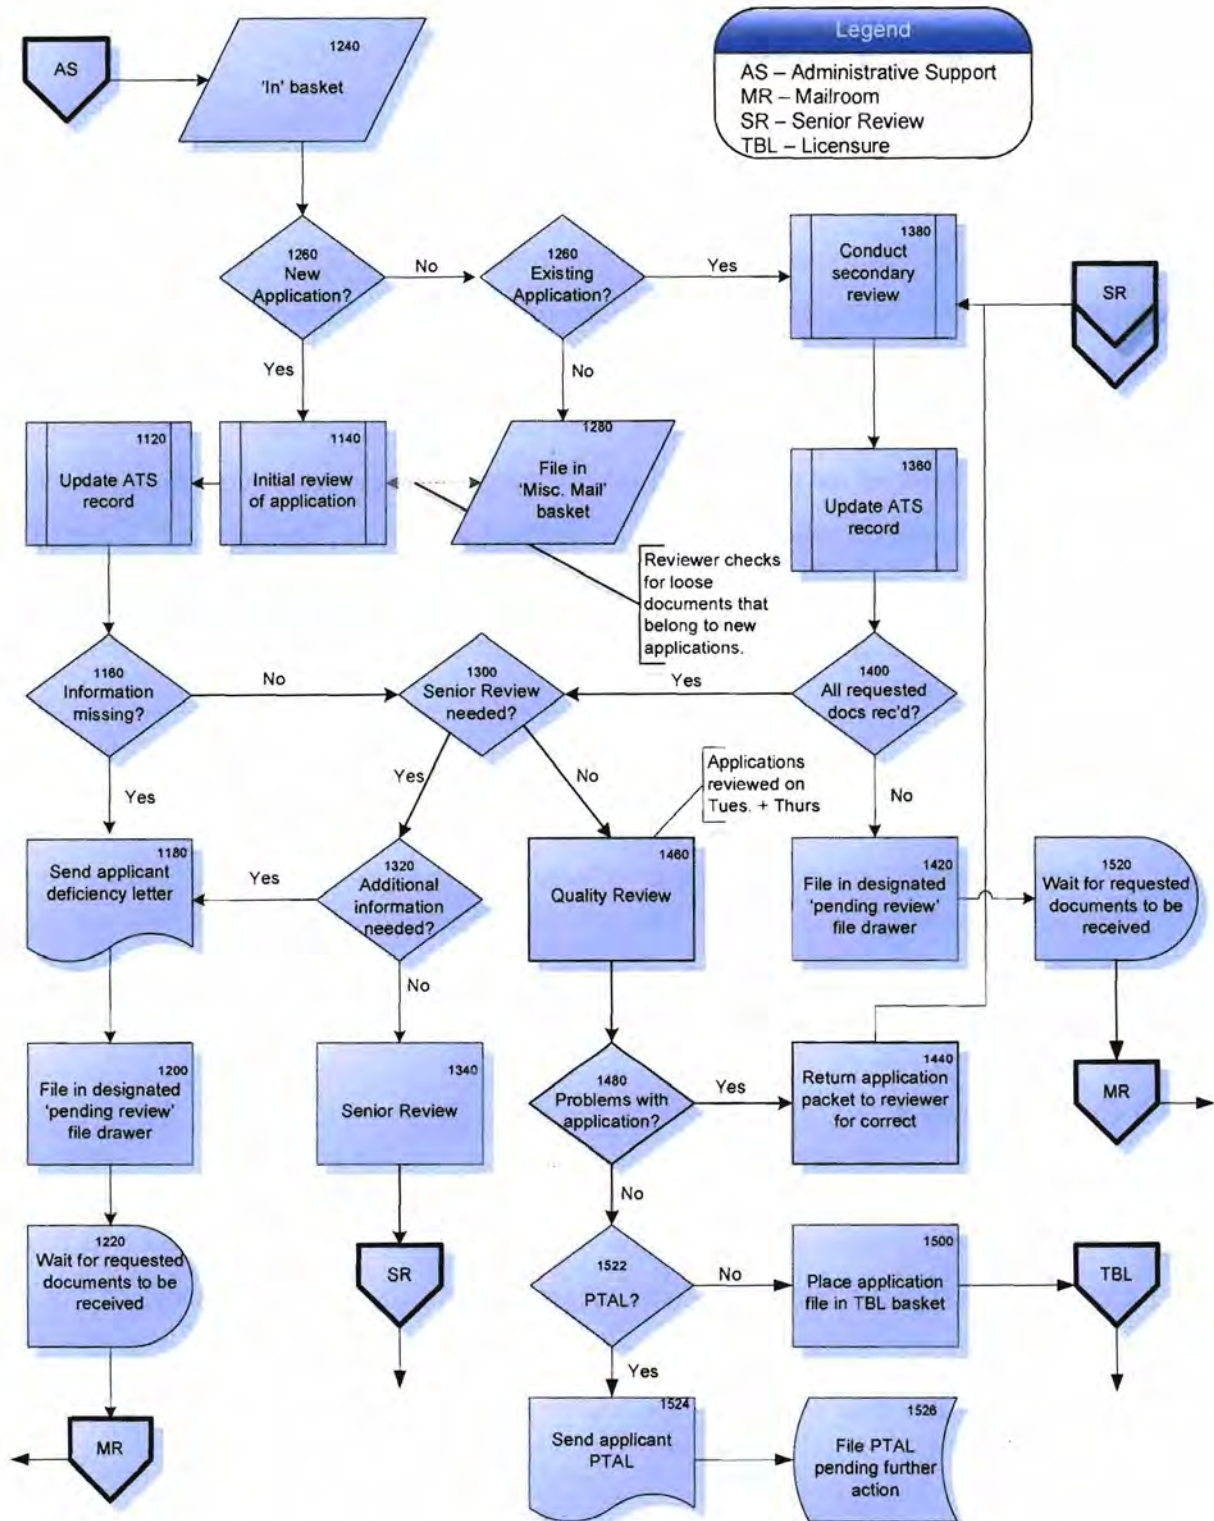 Legend
AS – Administrative Support
MR – Mailroom
SR – Senior Review
TBL – Licensure
AS
1240
'In' basket
1260
New
Application?
No
1260
Existing
Application?
Yes
1380
Conduct
secondary
review
SR
Yes
No
1120
Update ATS
record
1140
Initial review
of application
1280
File in
'Misc. Mail'
basket
1360
Update ATS
record
Reviewer checks
for loose
documents that
belong to new
applications.
1160
Information
missing?
No
1300
Senior Review
needed?
Yes
1400
All requested
docs rec'd?
Yes
Yes
No
Applications
reviewed on
Tues. + Thurs
No
1180
Send applicant
deficiency letter
Yes
1320
Additional
information
needed?
1460
Quality Review
1420
File in designated
'pending review'
file drawer
1520
Wait for requested
documents to be
received
No
1200
File in designated
'pending review'
file drawer
1340
Senior Review
1480
Problems with
application?
Yes
1440
Return application
packet to reviewer
for correct
MR
No
1220
Wait for requested
documents to be
received
SR
1522
PTAL?
No
1500
Place application
file in TBL basket
TBL
Yes
MR
1524
Send applicant
PTAL
1526
File PTAL
pending further
action